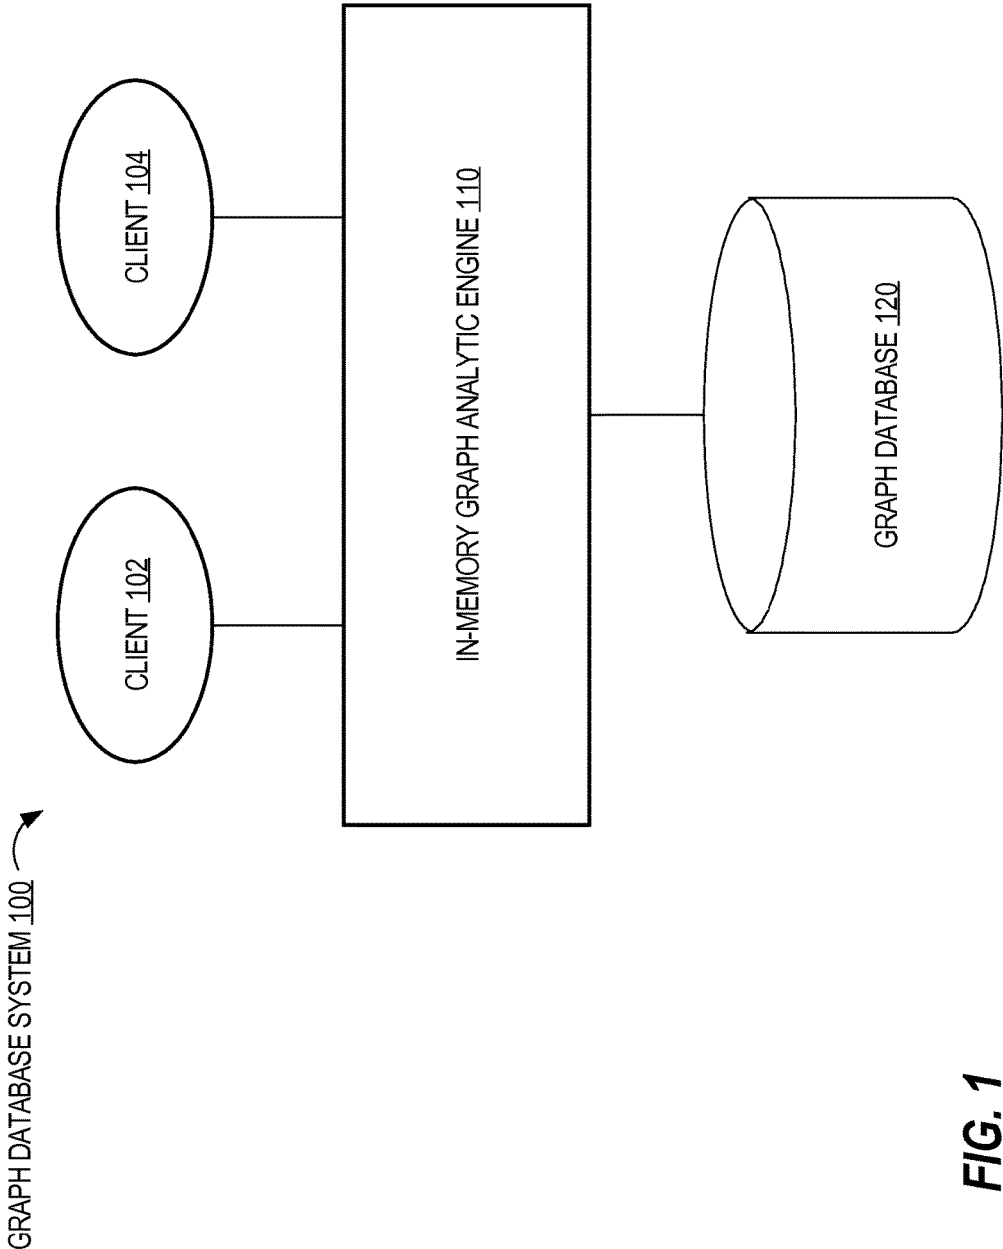 GRAPH DATABASE SYSTEM 100
CLIENT 102
CLIENT 104
IN-MEMORY GRAPH ANALYTIC ENGINE 110
GRAPH DATABASE 120
FIG. 1